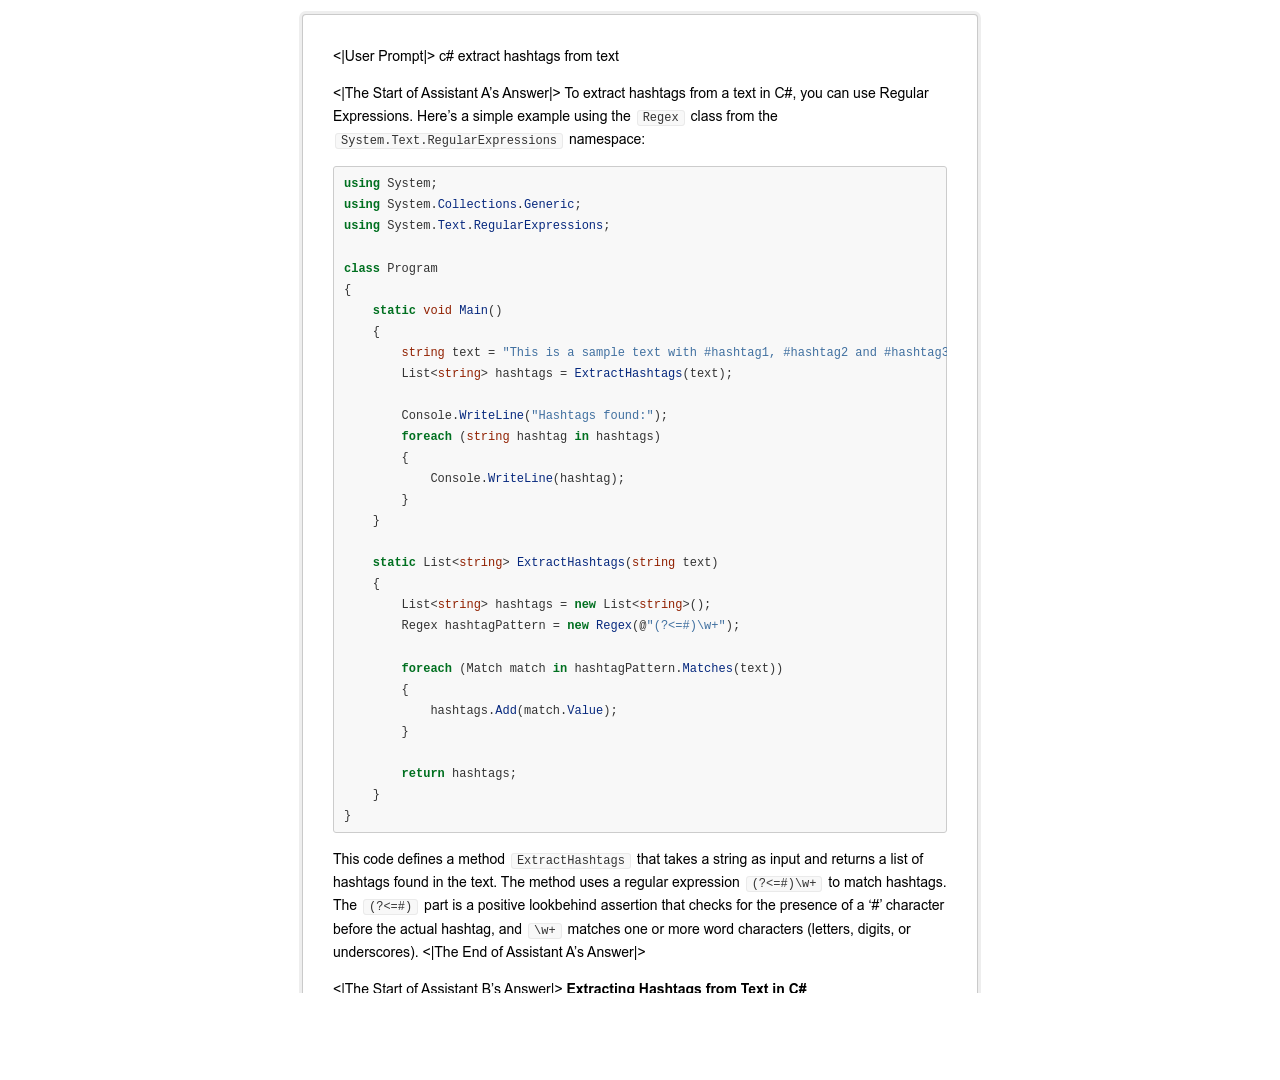 <|User Prompt|> c# extract hashtags from text
<|The Start of Assistant A’s Answer|> To extract hashtags from a text in C#, you can use Regular
Expressions. Here’s a simple example using the Regex class from the
System.Text.RegularExpressions namespace:
using System;
using System.Collections.Generic;
using System.Text.RegularExpressions;

class Program
{
    static void Main()
    {
        string text = "This is a sample text with #hashtag1, #hashtag2 and #hashtag3
        List<string> hashtags = ExtractHashtags(text);

        Console.WriteLine("Hashtags found:");
        foreach (string hashtag in hashtags)
        {
            Console.WriteLine(hashtag);
        }
    }

    static List<string> ExtractHashtags(string text)
    {
        List<string> hashtags = new List<string>();
        Regex hashtagPattern = new Regex(@"(?<=#)\w+");

        foreach (Match match in hashtagPattern.Matches(text))
        {
            hashtags.Add(match.Value);
        }

        return hashtags;
    }
}
This code defines a method ExtractHashtags that takes a string as input and returns a list of
hashtags found in the text. The method uses a regular expression (?<=#)\w+ to match hashtags.
The (?<=#) part is a positive lookbehind assertion that checks for the presence of a ‘#’ character
before the actual hashtag, and \w+ matches one or more word characters (letters, digits, or
underscores). <|The End of Assistant A’s Answer|>
<|The Start of Assistant B’s Answer|> Extracting Hashtags from Text in C#